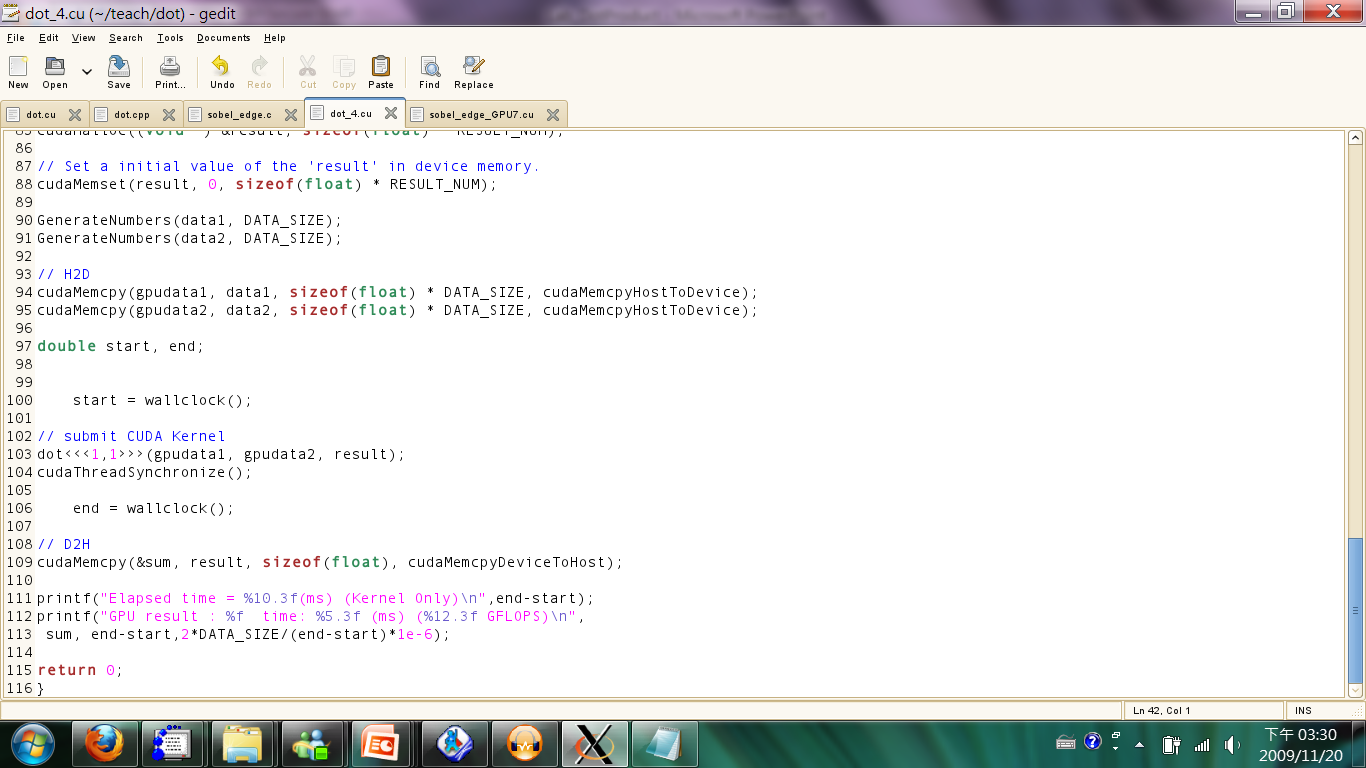 dot_4.cu (~/teach/dot) - gedit
File Edit View Search Tools Documents Help
New Open Save Print... Undo Redo Cut Copy Paste Find Replace
dot.cu dot.cpp sobel_edge.c dot_4.cu sobel_edge_GPU7.cu
85 cudaMalloc((void**) &result, sizeof(float) * RESULT_NUM);
86
87 // Set a initial value of the 'result' in device memory.
88 cudaMemset(result, 0, sizeof(float) * RESULT_NUM);
89
90 GenerateNumbers(data1, DATA_SIZE);
91 GenerateNumbers(data2, DATA_SIZE);
92
93 // H2D
94 cudaMemcpy(gpudata1, data1, sizeof(float) * DATA_SIZE, cudaMemcpyHostToDevice);
95 cudaMemcpy(gpudata2, data2, sizeof(float) * DATA_SIZE, cudaMemcpyHostToDevice);
96
97 double start, end;
98
99
100 start = wallclock();
101
102 // submit CUDA Kernel
103 dot<<<1,1>>>(gpudata1, gpudata2, result);
104 cudaThreadSynchronize();
105
106 end = wallclock();
107
108 // D2H
109 cudaMemcpy(&sum, result, sizeof(float), cudaMemcpyDeviceToHost);
110
111 printf("Elapsed time = %10.3f(ms) (Kernel Only)\n",end-start);
112 printf("GPU result : %f  time: %5.3f (ms) (%12.3f GFLOPS)\n",
113 sum, end-start,2*DATA_SIZE/(end-start)*1e-6);
114
115 return 0;
116 }
Ln 42, Col 1 INS
下午 03:30
2009/11/20